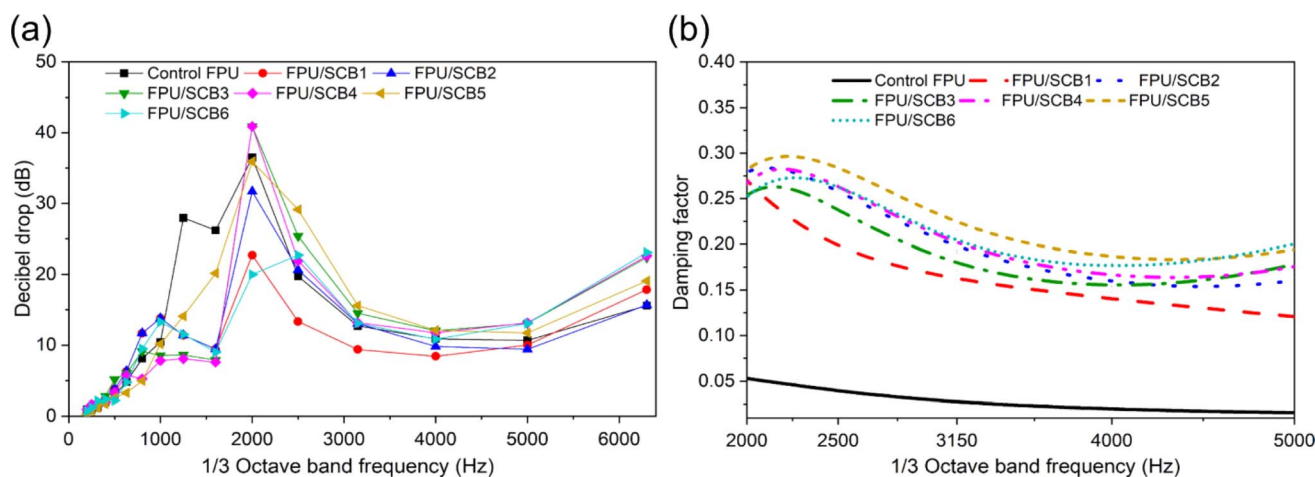 (a)
50
40
30
20
10
0
Decibel drop (dB)
Control FPU FPU/SCB1 FPU/SCB2
FPU/SCB3 FPU/SCB4 FPU/SCB5
FPU/SCB6
0 1000 2000 3000 4000 5000 6000
1/3 Octave band frequency (Hz)
(b)
0.40
0.35
0.30
0.25
0.20
0.15
0.10
0.05
Damping factor
Control FPU FPU/SCB1 FPU/SCB2
FPU/SCB3 FPU/SCB4 FPU/SCB5
FPU/SCB6
2000 2500 3150 4000 5000
1/3 Octave band frequency (Hz)